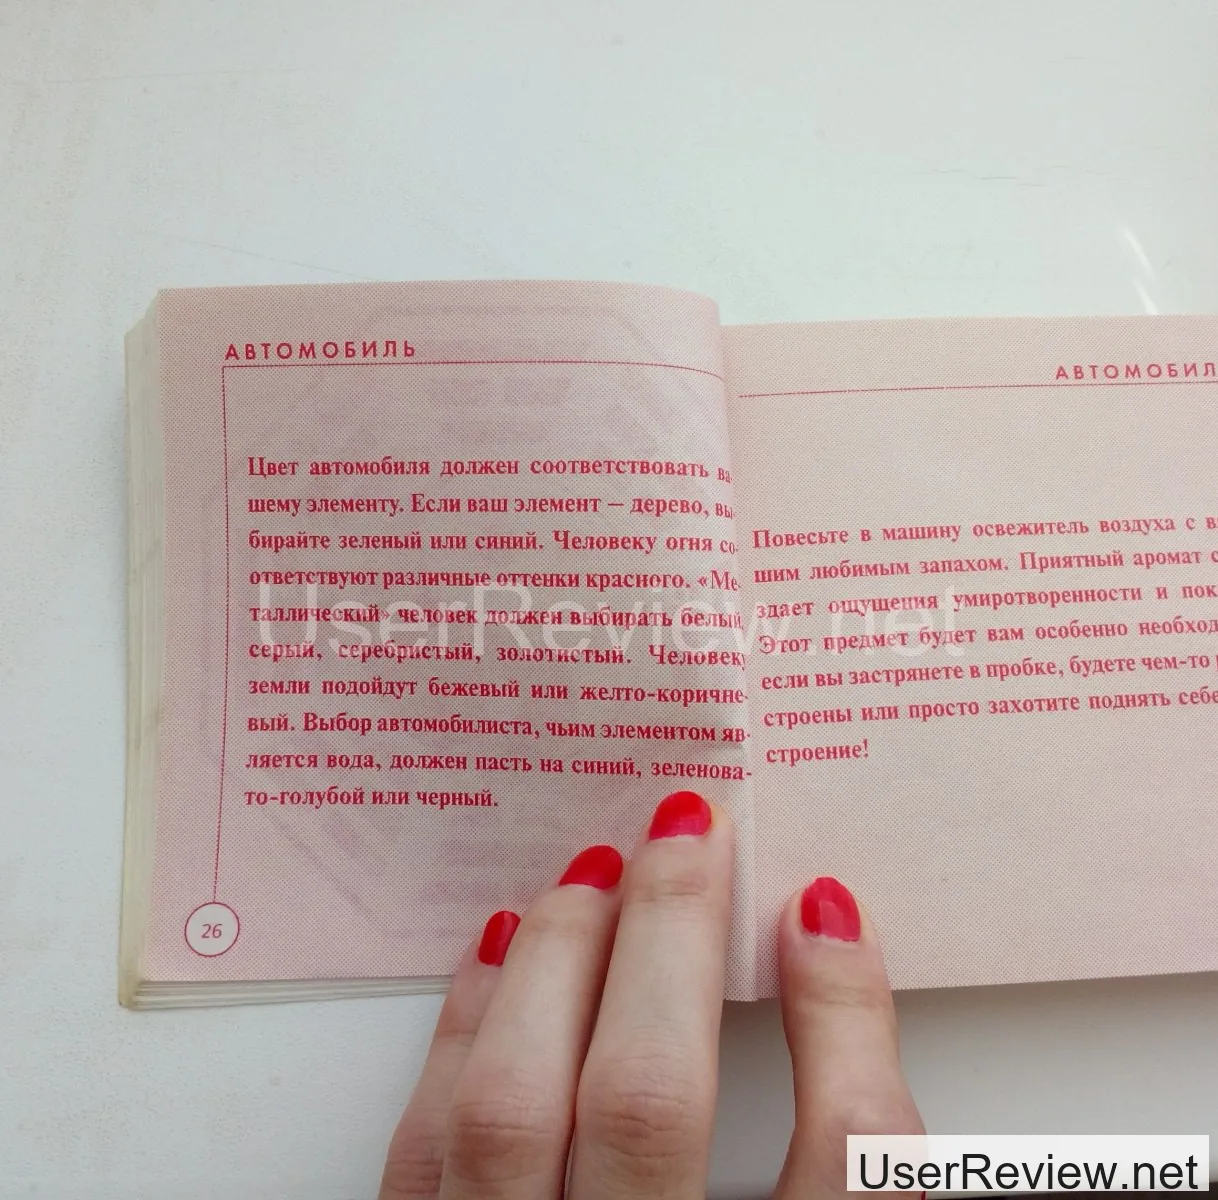 АВТОМОБИЛЬ
Цвет автомобиля должен соответствовать ва-
шему элементу. Если ваш элемент – дерево, вы-
бирайте зеленый или синий. Человеку огня со-
ответствуют различные оттенки красного. «Ме-
таллический» человек должен выбирать белый,
серый, серебристый, золотистый. Человеку
земли подойдут бежевый или желто-коричне-
вый. Выбор автомобилиста, чьим элементом яв-
ляется вода, должен пасть на синий, зеленова-
то-голубой или черный.
26
АВТОМОБИЛ
Повесьте в машину освежитель воздуха с
шим любимым запахом. Приятный аромат с
здает ощущения умиротворенности и пок
Этот предмет будет вам особенно необход
если вы застрянете в пробке, будете чем-то
строены или просто захотите поднять себе
строение!
UserReview.net
UserReview.net